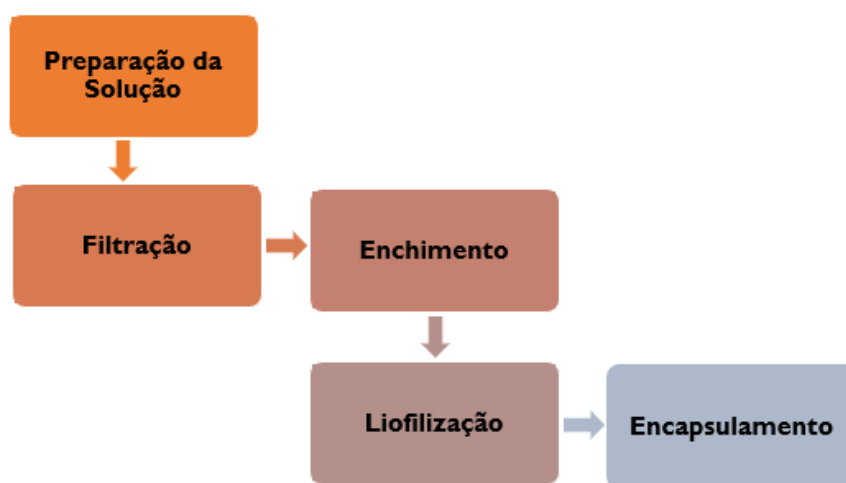 Preparação da
Solução
Filtração
Enchimento
Liofilização
Encapsulamento